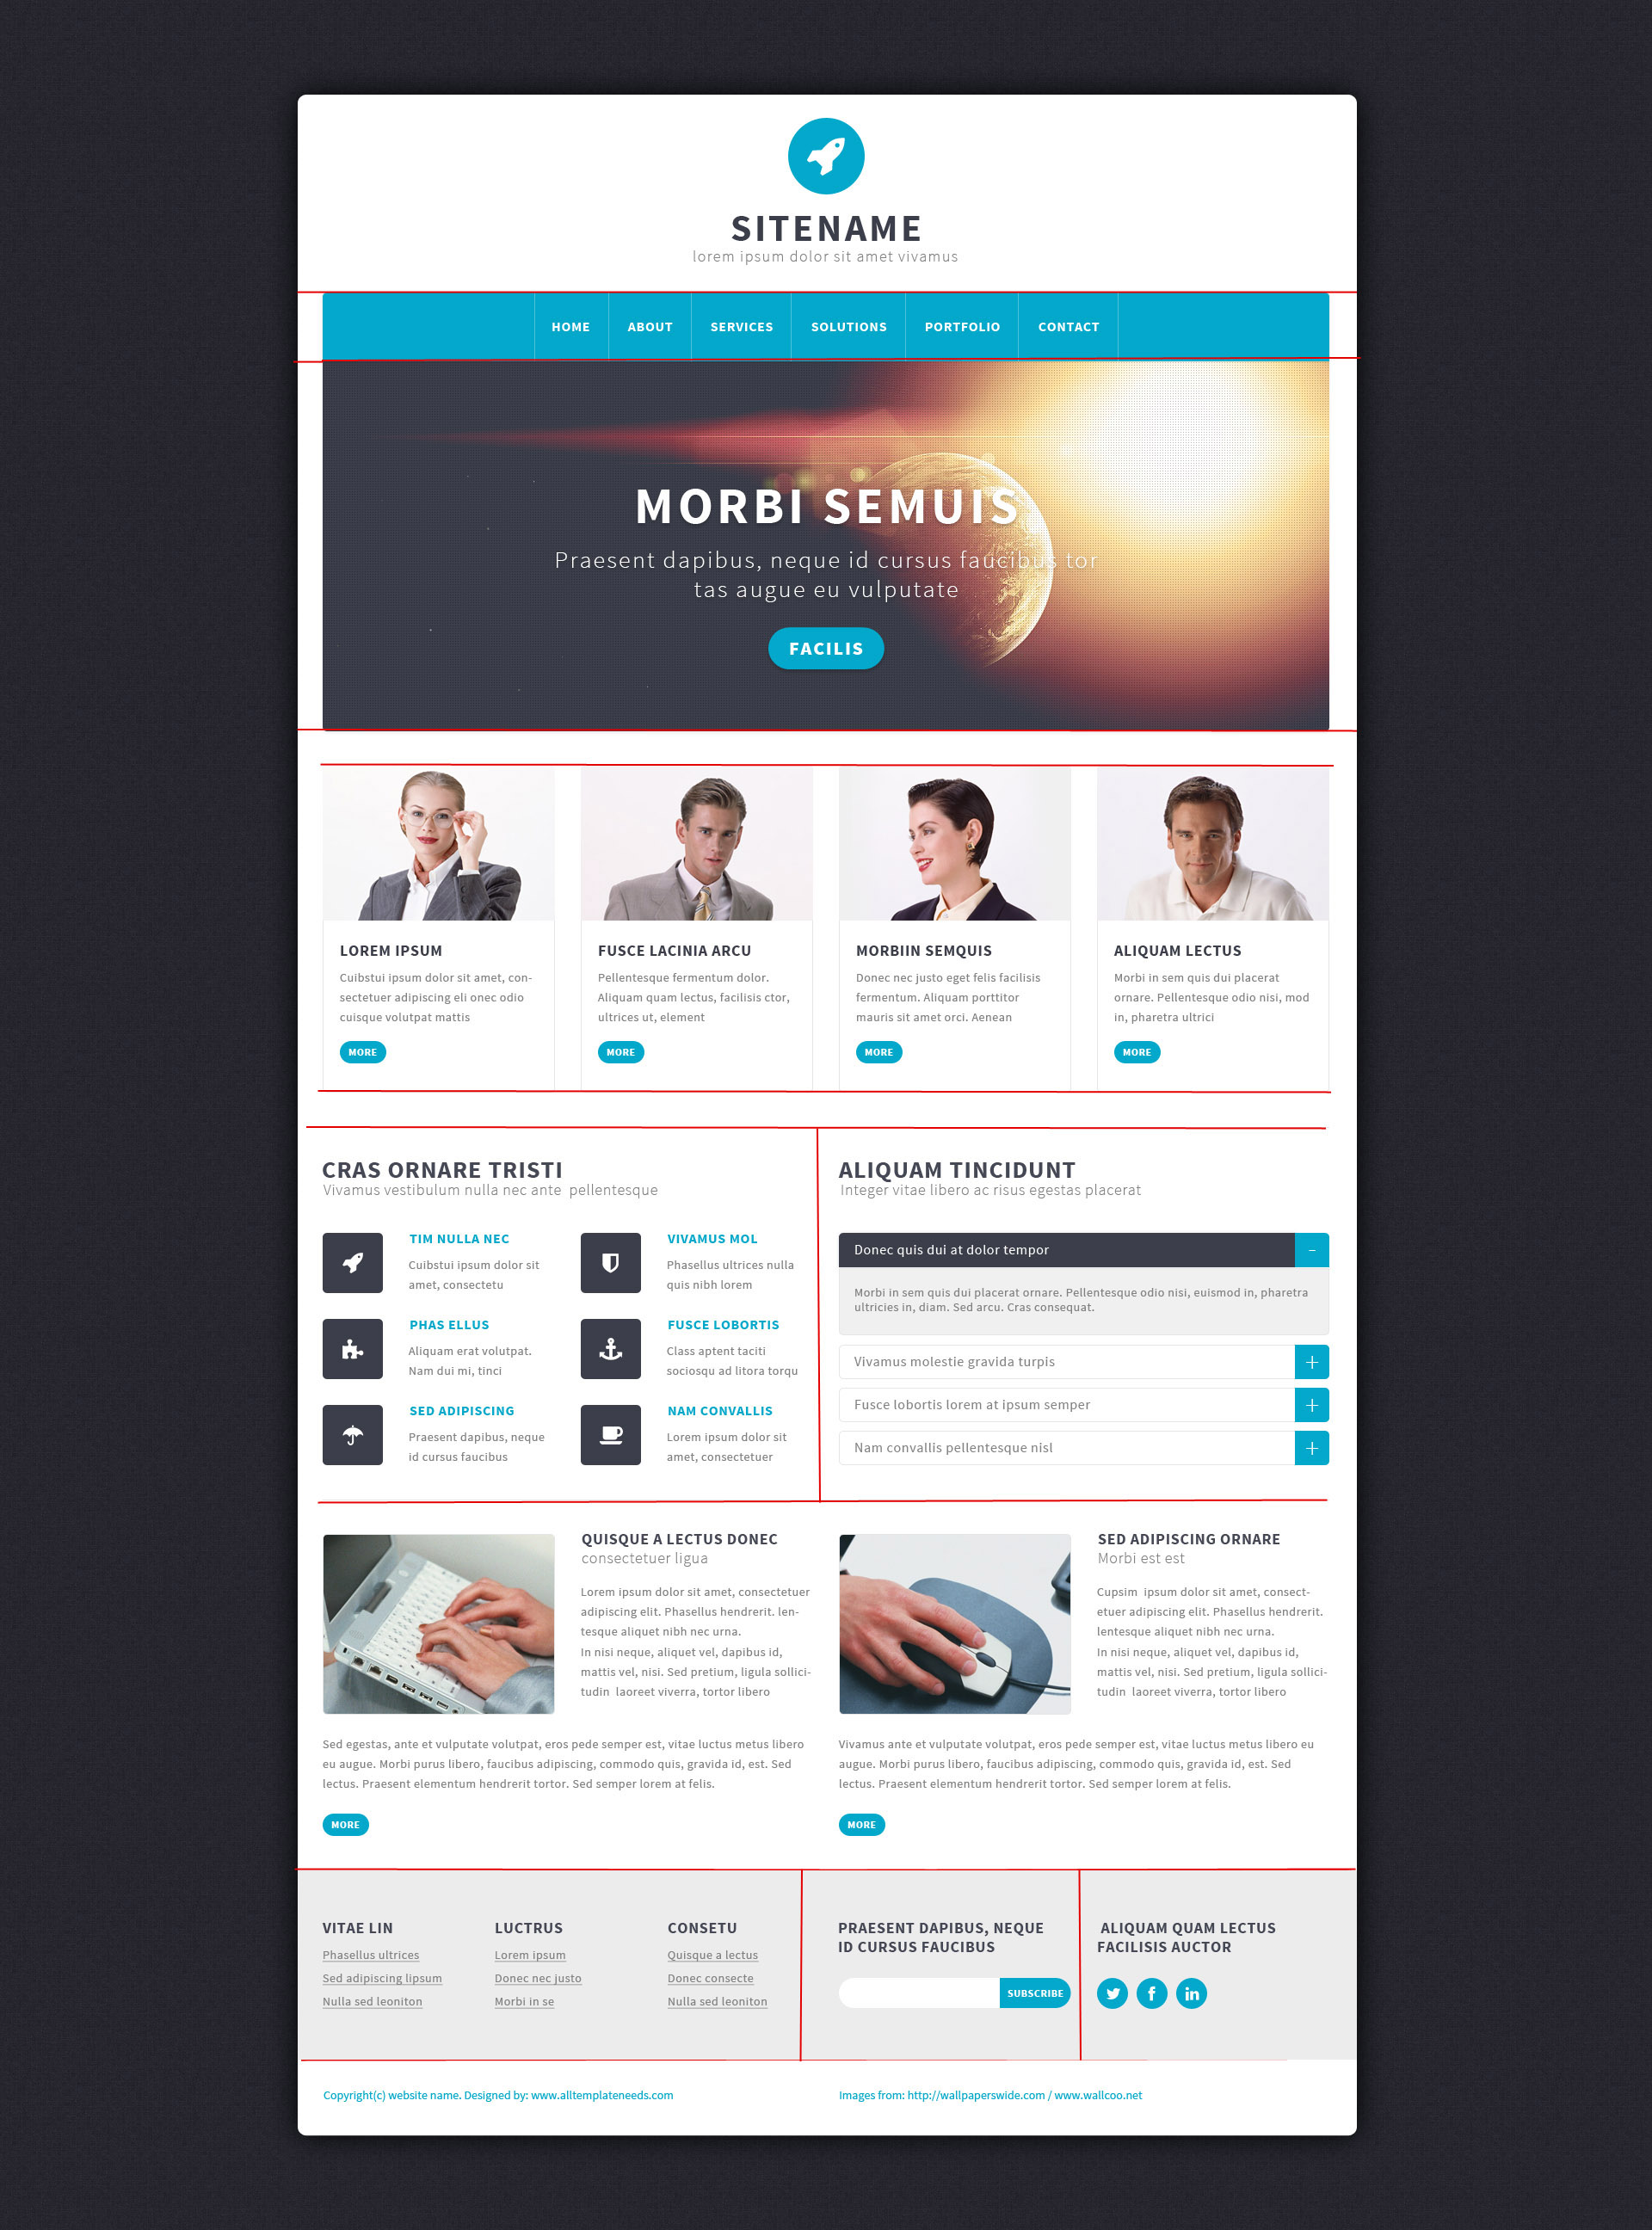 SITENAME
lorem ipsum dolor sit amet vivamus
HOME ABOUT SERVICES SOLUTIONS PORTFOLIO CONTACT
MORBI SEMUIS
Praesent dapibus, neque id cursus faucibus tor
tas augue eu vulputate
FACILIS
LOREM IPSUM
Cuibstui ipsum dolor sit amet, con-
sectetuer adipiscing eli onec odio
cuisque volutpat mattis
MORE
FUSCE LACINIA ARCU
Pellentesque fermentum dolor.
Aliquam quam lectus, facilisis ctor,
ultrices ut, element
MORE
MORBIIN SEMQUIS
Donec nec justo eget felis facilisis
fermentum. Aliquam porttitor
mauris sit amet orci. Aenean
MORE
ALIQUAM LECTUS
Morbi in sem quis dui placerat
ornare. Pellentesque odio nisi, mod
in, pharetra ultrici
MORE
CRAS ORNARE TRISTI
Vivamus vestibulum nulla nec ante  pellentesque
TIM NULLA NEC
Cuibstui ipsum dolor sit
amet, consectetu
VIVAMUS MOL
Phasellus ultrices nulla
quis nibh lorem
PHAS ELLUS
Aliquam erat volutpat.
Nam dui mi, tinci
FUSCE LOBORTIS
Class aptent taciti
sociosqu ad litora torqu
SED ADIPISCING
Praesent dapibus, neque
id cursus faucibus
NAM CONVALLIS
Lorem ipsum dolor sit
amet, consectetuer
ALIQUAM TINCIDUNT
Integer vitae libero ac risus egestas placerat
Donec quis dui at dolor tempor
Morbi in sem quis dui placerat ornare. Pellentesque odio nisi, euismod in, pharetra
ultricies in, diam. Sed arcu. Cras consequat.
Vivamus molestie gravida turpis
Fusce lobortis lorem at ipsum semper
Nam convallis pellentesque nisl
QUISQUE A LECTUS DONEC
consectetuer ligua
Lorem ipsum dolor sit amet, consectetuer
adipiscing elit. Phasellus hendrerit. len-
tesque aliquet nibh nec urna.
In nisi neque, aliquet vel, dapibus id,
mattis vel, nisi. Sed pretium, ligula sollici-
tudin  laoreet viverra, tortor libero
Sed egestas, ante et vulputate volutpat, eros pede semper est, vitae luctus metus libero
eu augue. Morbi purus libero, faucibus adipiscing, commodo quis, gravida id, est. Sed
lectus. Praesent elementum hendrerit tortor. Sed semper lorem at felis.
MORE
SED ADIPISCING ORNARE
Morbi est est
Cupsim  ipsum dolor sit amet, consect-
etuer adipiscing elit. Phasellus hendrerit.
lentesque aliquet nibh nec urna.
In nisi neque, aliquet vel, dapibus id,
mattis vel, nisi. Sed pretium, ligula sollici-
tudin  laoreet viverra, tortor libero
Vivamus ante et vulputate volutpat, eros pede semper est, vitae luctus metus libero eu
augue. Morbi purus libero, faucibus adipiscing, commodo quis, gravida id, est. Sed
lectus. Praesent elementum hendrerit tortor. Sed semper lorem at felis.
MORE
VITAE LIN
Phasellus ultrices
Sed adipiscing lipsum
Nulla sed leoniton
LUCTRUS
Lorem ipsum
Donec nec justo
Morbi in se
CONSETU
Quisque a lectus
Donec consecte
Nulla sed leoniton
PRAESENT DAPIBUS, NEQUE
ID CURSUS FAUCIBUS
SUBSCRIBE
ALIQUAM QUAM LECTUS
FACILISIS AUCTOR
Copyright(c) website name. Designed by: www.alltemplateneeds.com
Images from: http://wallpaperswide.com / www.wallcoo.net